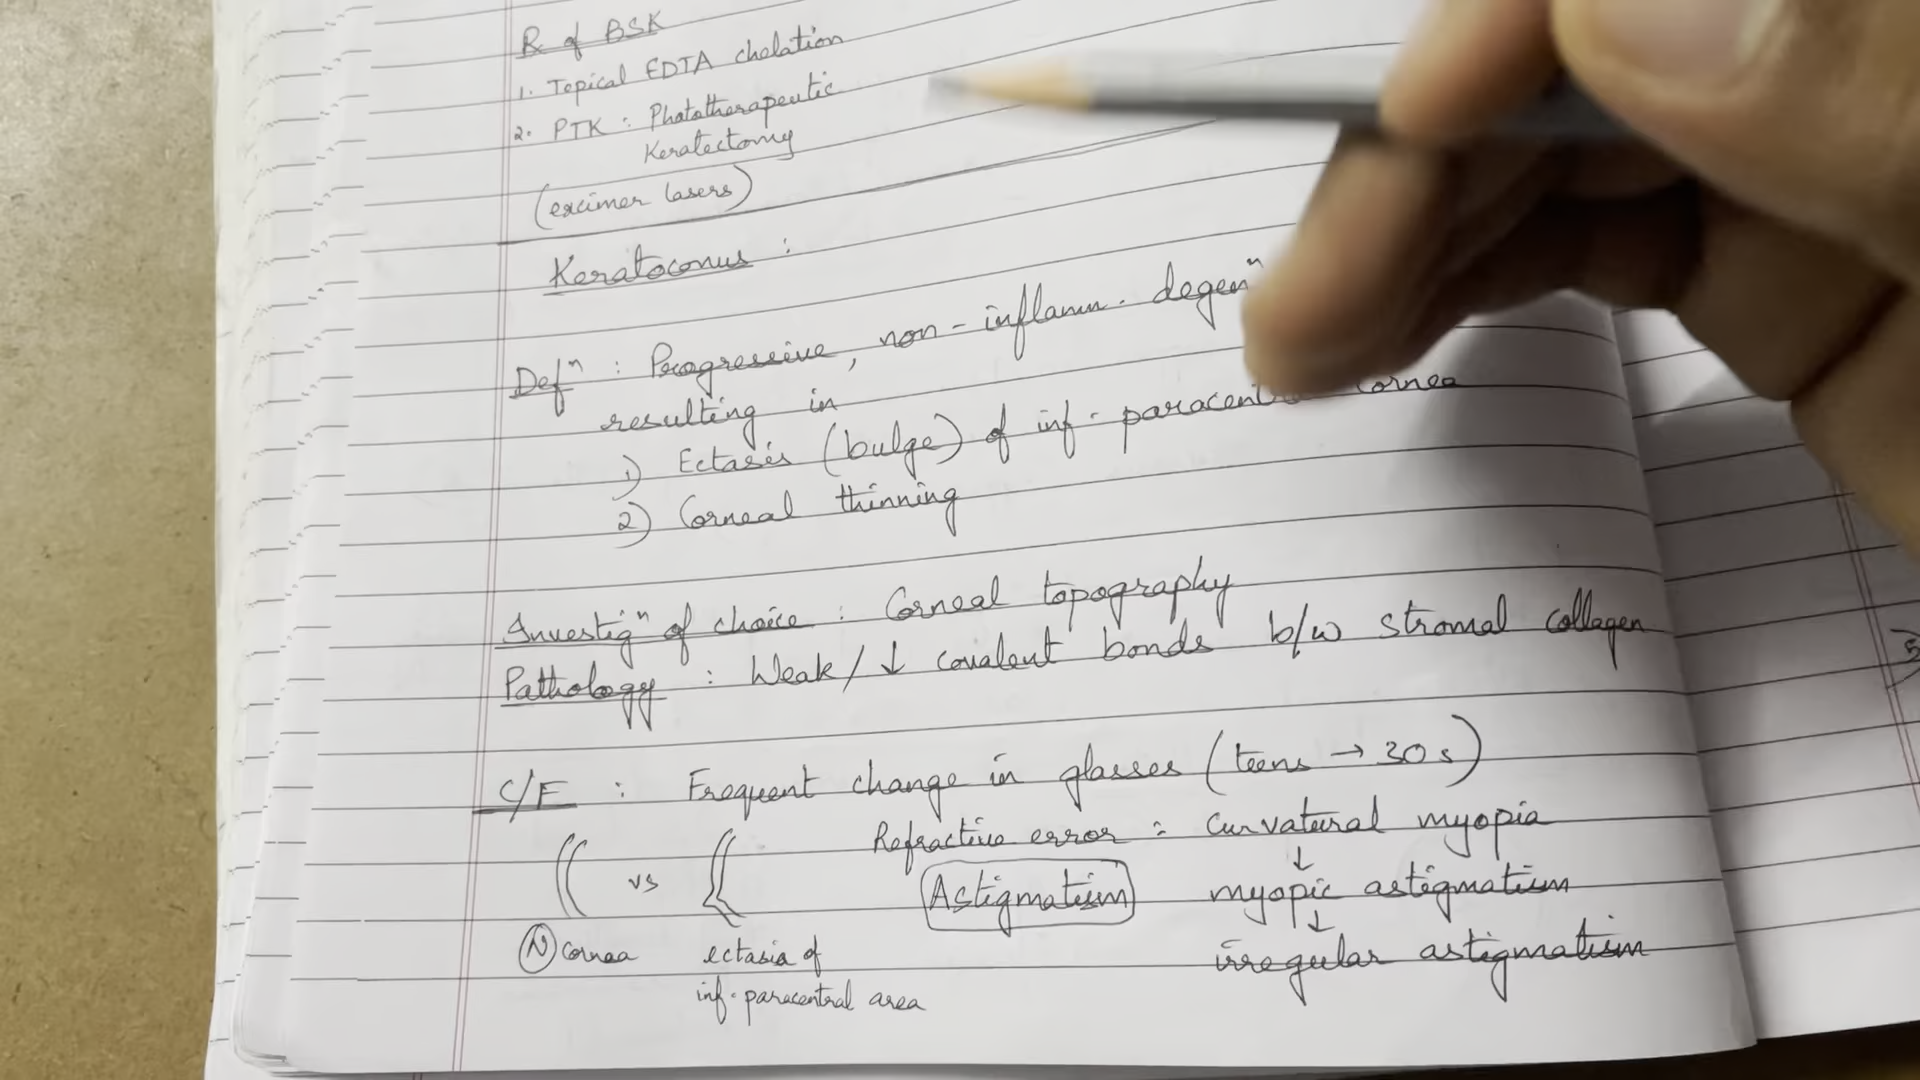 R of BSK
1. Topical EDTA chelation
2. PTK : Phototherapeutic
Keratectomy
(excimer lasers)
Keratoconus :
Defⁿ : Progressive, non-inflamm. degenⁿ
resulting in
1) Ectasis (bulge) of inf. paracent cornea
2) Corneal thinning
Investigⁿ of choice : Corneal topography
Pathology : Weak/↓ covalent bonds b/w stromal collagen
C/F : Frequent change in glasses (teens → 30s)
Refractive error : Curvatural myopia
↓
vs
Astigmatism myopic astigmatism
↓
(N) cornea ectasia of irregular astigmatism
inf. paracentral area
5